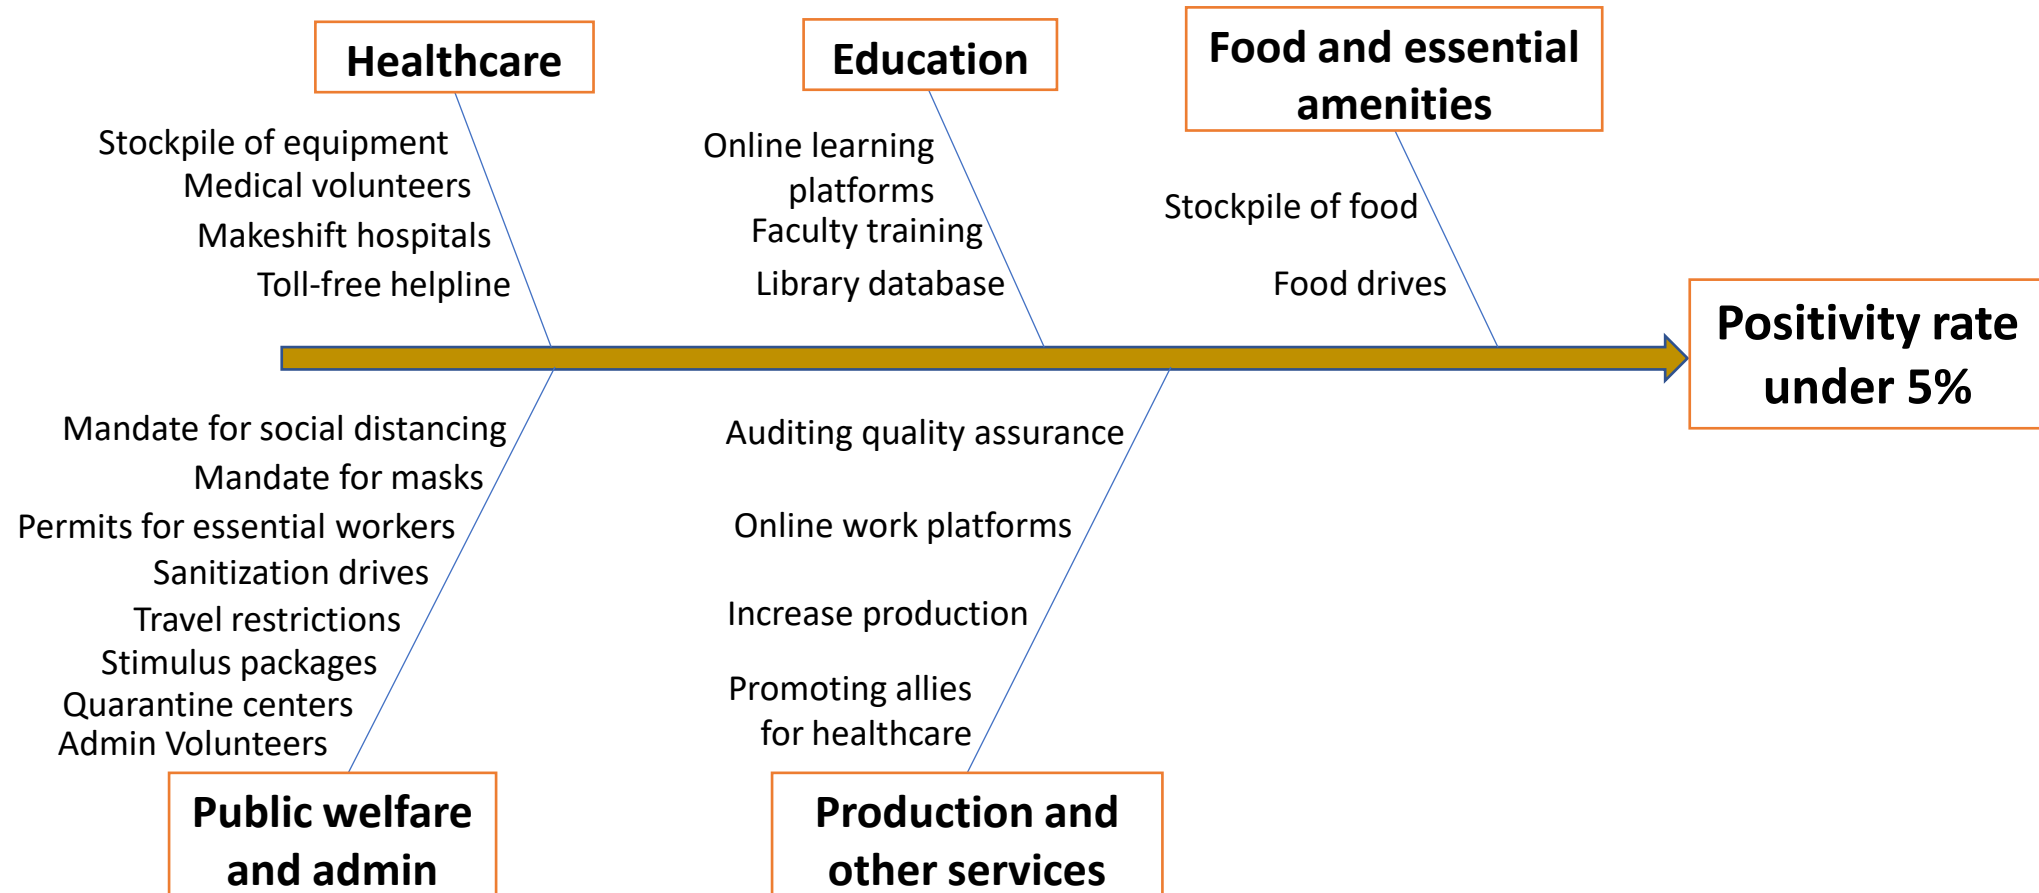 Healthcare
Stockpile of equipment
Medical volunteers
Makeshift hospitals
Toll-free helpline
Education
Online learning
platforms
Faculty training
Library database
Food and essential
amenities
Stockpile of food
Food drives
Positivity rate
under 5%
Mandate for social distancing
Mandate for masks
Permits for essential workers
Sanitization drives
Travel restrictions
Stimulus packages
Quarantine centers
Admin Volunteers
Public welfare
and admin
Auditing quality assurance
Online work platforms
Increase production
Promoting allies
for healthcare
Production and
other services